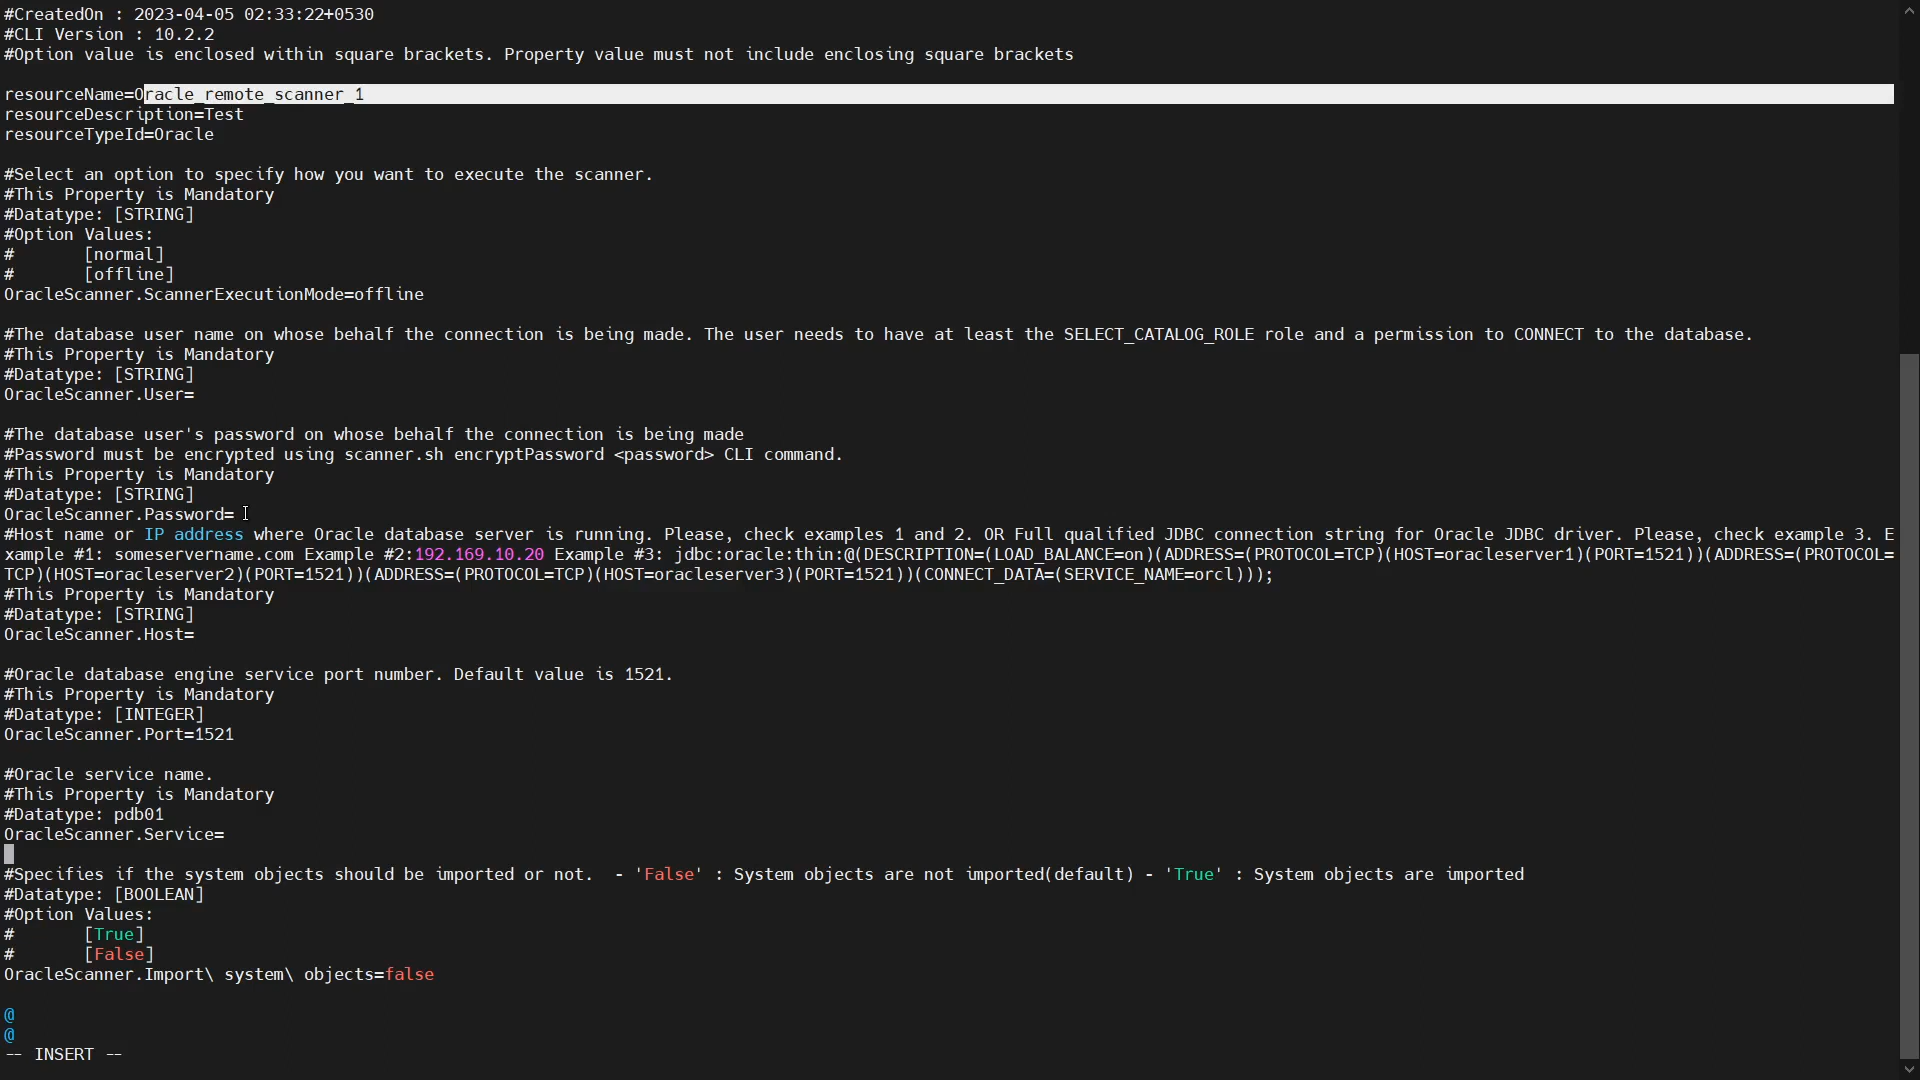 #CreatedOn : 2023-04-05 02:33:22+0530
#CLI Version : 10.2.2
#Option value is enclosed within square brackets. Property value must not include enclosing square brackets
resourceName=Oracle_remote_scanner_1
resourceDescription=Test
resourceTypeId=Oracle
#Select an option to specify how you want to execute the scanner.
#This Property is Mandatory
#Datatype: [STRING]
#Option Values:
#       [normal]
#       [offline]
OracleScanner.ScannerExecutionMode=offline
#The database user name on whose behalf the connection is being made. The user needs to have at least the SELECT_CATALOG_ROLE role and a permission to CONNECT to the database.
#This Property is Mandatory
#Datatype: [STRING]
OracleScanner.User=
#The database user's password on whose behalf the connection is being made
#Password must be encrypted using scanner.sh encryptPassword <password> CLI command.
#This Property is Mandatory
#Datatype: [STRING]
OracleScanner.Password=
#Host name or IP address where Oracle database server is running. Please, check examples 1 and 2. OR Full qualified JDBC connection string for Oracle JDBC driver. Please, check example 3. E
xample #1: someservername.com Example #2:192.169.10.20 Example #3: jdbc:oracle:thin:@(DESCRIPTION=(LOAD_BALANCE=on)(ADDRESS=(PROTOCOL=TCP)(HOST=oracleserver1)(PORT=1521))(ADDRESS=(PROTOCOL=
TCP)(HOST=oracleserver2)(PORT=1521))(ADDRESS=(PROTOCOL=TCP)(HOST=oracleserver3)(PORT=1521))(CONNECT_DATA=(SERVICE_NAME=orcl)));
#This Property is Mandatory
#Datatype: [STRING]
OracleScanner.Host=
#Oracle database engine service port number. Default value is 1521.
#This Property is Mandatory
#Datatype: [INTEGER]
OracleScanner.Port=1521
#Oracle service name.
#This Property is Mandatory
#Datatype: pdb01
OracleScanner.Service=
#Specifies if the system objects should be imported or not.  - 'False' : System objects are not imported(default) - 'True' : System objects are imported
#Datatype: [BOOLEAN]
#Option Values:
#       [True]
#       [False]
OracleScanner.Import\ system\ objects=false
@
@
-- INSERT --